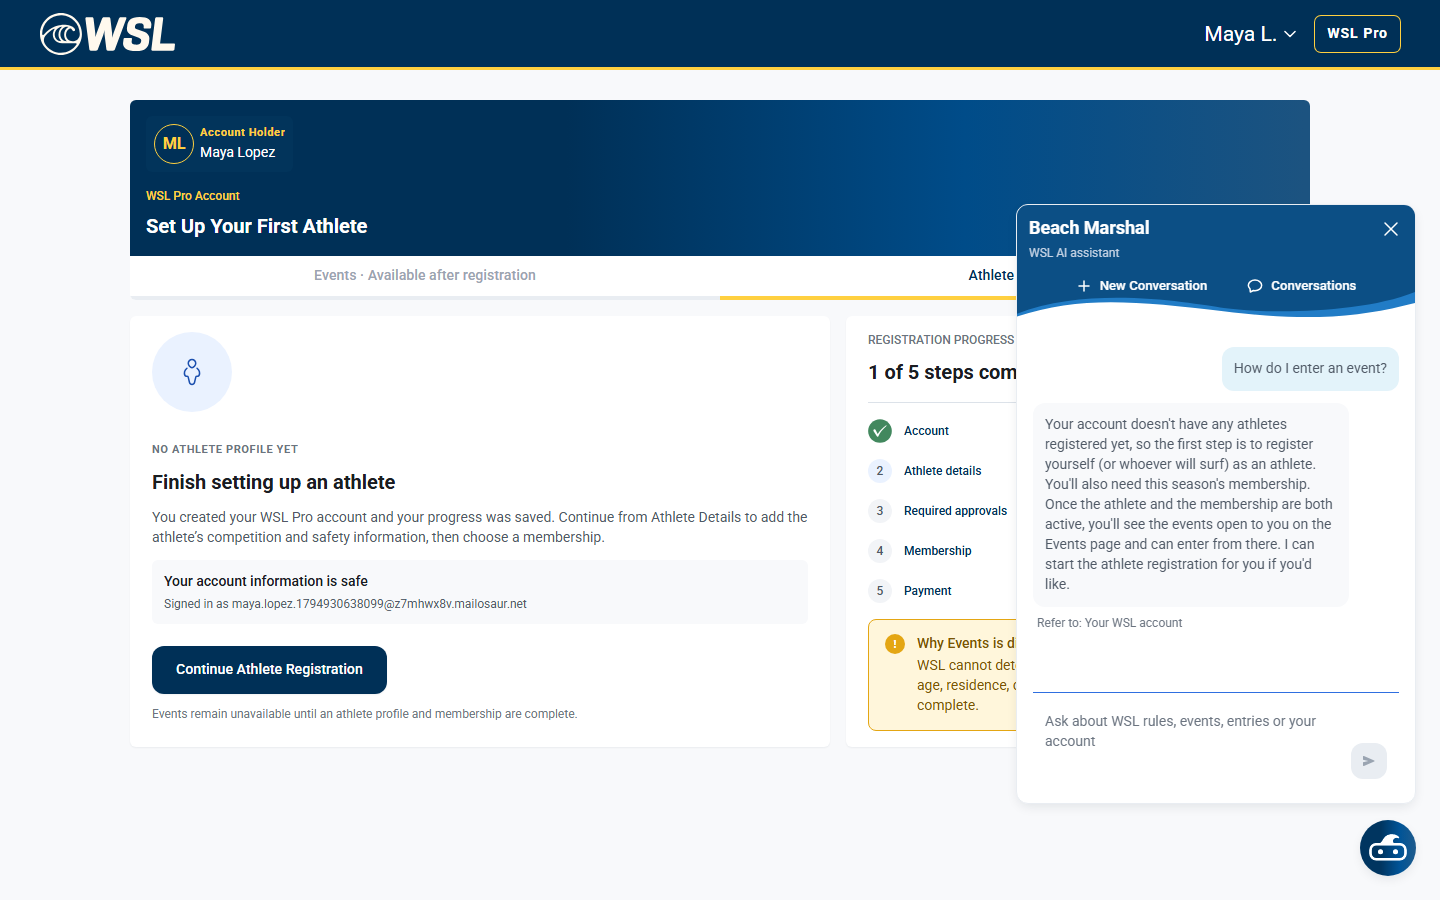 WSL
Maya L.
WSL Pro
ML
Account Holder
Maya Lopez
WSL Pro Account
Set Up Your First Athlete
Events · Available after registration
Athlete
NO ATHLETE PROFILE YET
Finish setting up an athlete
You created your WSL Pro account and your progress was saved. Continue from Athlete Details to add the
athlete's competition and safety information, then choose a membership.
Your account information is safe
Signed in as maya.lopez.1794930638099@z7mhwx8v.mailosaur.net
Continue Athlete Registration
Events remain unavailable until an athlete profile and membership are complete.
REGISTRATION PROGRESS
1 of 5 steps com
Account
2 Athlete details
3 Required approvals
4 Membership
5 Payment
Why Events is d
WSL cannot det
age, residence,
complete.
Beach Marshal
WSL AI assistant
New Conversation
Conversations
How do I enter an event?
Your account doesn't have any athletes
registered yet, so the first step is to register
yourself (or whoever will surf) as an athlete.
You'll also need this season's membership.
Once the athlete and the membership are both
active, you'll see the events open to you on the
Events page and can enter from there. I can
start the athlete registration for you if you'd
like.
Refer to: Your WSL account
Ask about WSL rules, events, entries or your
account